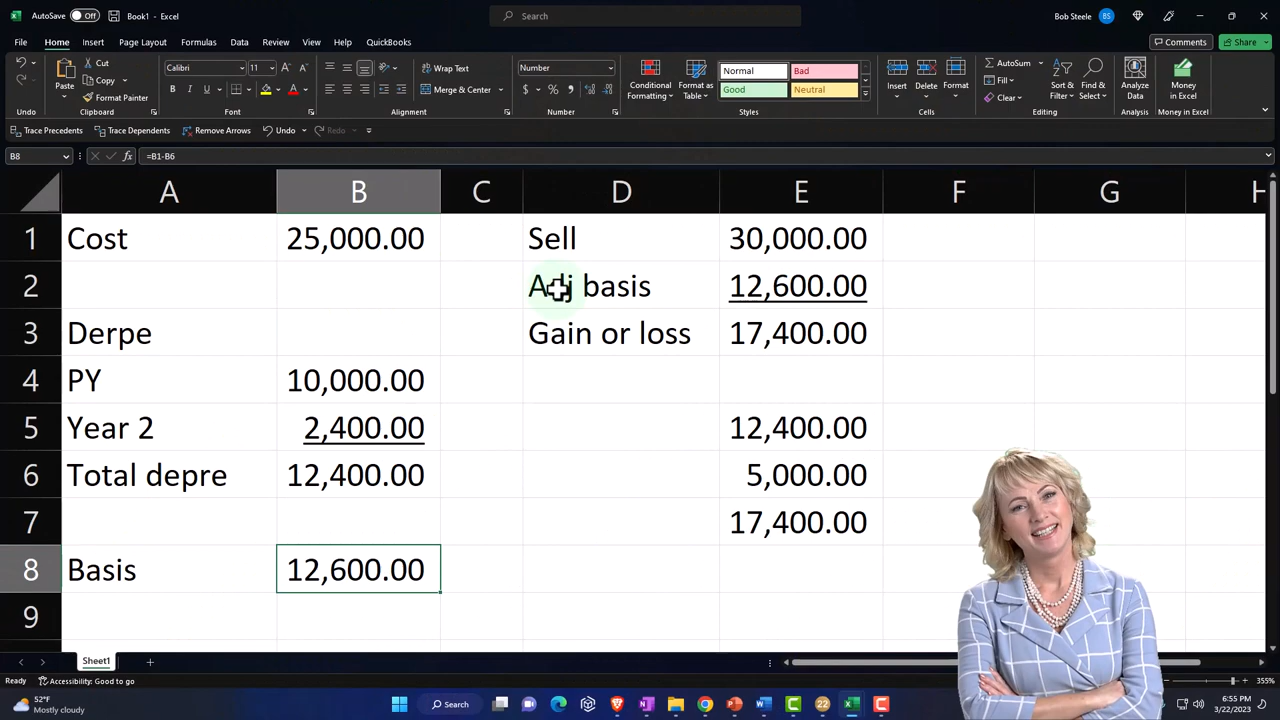 AutoSave Off Book1 - Excel Search Bob Steele BS
File Home Insert Page Layout Formulas Data Review View Help QuickBooks Comments Share
Cut Calibri 11 Wrap Text Number Normal Bad AutoSum
Paste Copy Conditional Formatting Format as Table Good Neutral Insert Delete Format Fill Sort & Filter Find & Select Analyze Data Money in Excel
Format Painter B I U Merge & Center $ % Clear
Undo Clipboard Font Alignment Number Styles Cells Editing Analysis Money in Excel
Trace Precedents Trace Dependents Remove Arrows Undo Redo
B8 fx =B1-B6
A B C D E F G H
1 Cost 25,000.00 Sell 30,000.00
2 Adj basis 12,600.00
3 Derpe Gain or loss 17,400.00
4 PY 10,000.00
5 Year 2 2,400.00 12,400.00
6 Total depre 12,400.00 5,000.00
7 17,400.00
8 Basis 12,600.00
9
Sheet1
Ready Accessibility: Good to go 355%
52°F
Mostly cloudy
Search
22
6:55 PM
3/22/2023